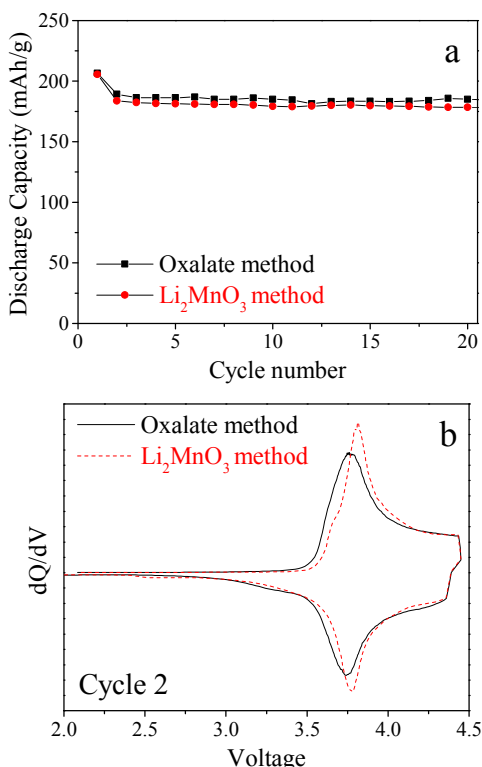 a
Discharge Capacity (mAh/g)
250
200
150
100
50
0
Oxalate method
Li₂MnO₃ method
0 5 10 15 20
Cycle number
b
Oxalate method
Li₂MnO₃ method
dQ/dV
Cycle 2
2.0 2.5 3.0 3.5 4.0 4.5
Voltage